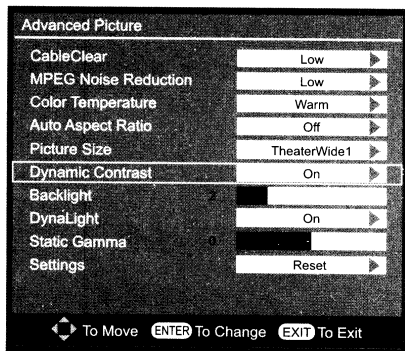 Advanced Picture
CableClear Low
MPEG Noise Reduction Low
Color Temperature Warm
Auto Aspect Ratio Off
Picture Size TheaterWide1
Dynamic Contrast On
Backlight 2
DynaLight On
Static Gamma 0
Settings Reset
To Move ENTER To Change EXIT To Exit